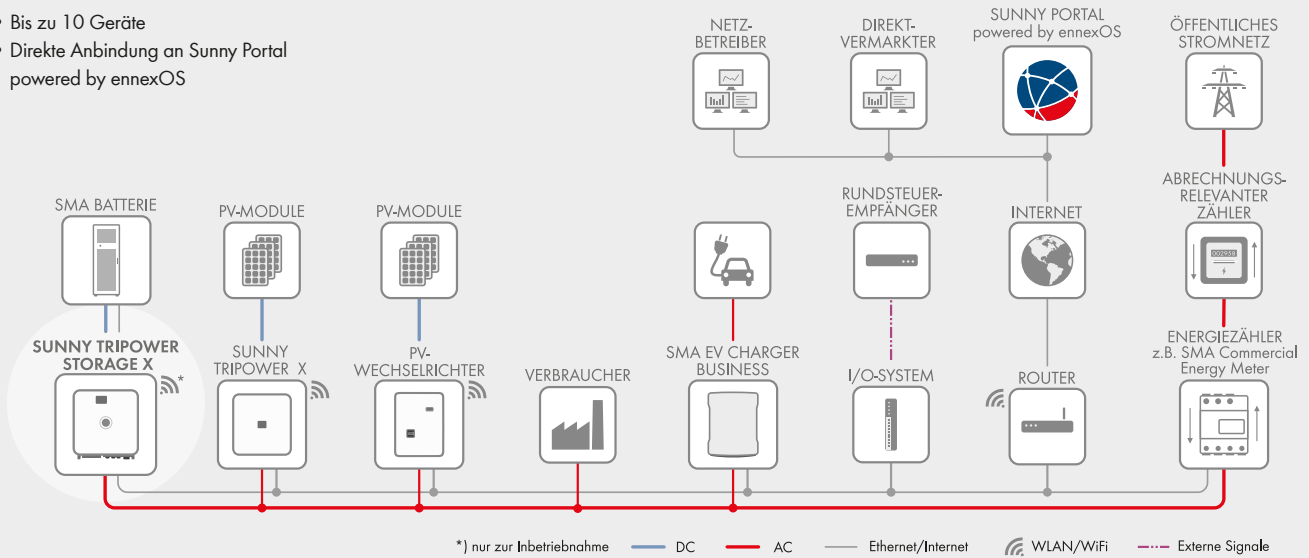 • Bis zu 10 Geräte
• Direkte Anbindung an Sunny Portal
powered by ennexOS
NETZ-
BETREIBER
DIREKT-
VERMARKTER
SUNNY PORTAL
powered by ennexOS
ÖFFENTLICHES
STROMNETZ
SMA BATTERIE
PV-MODULE
PV-MODULE
RUNDSTEUER-
EMPFÄNGER
INTERNET
ABRECHNUNGS-
RELEVANTER
ZÄHLER
002938
SUNNY TRIPOWER
STORAGE X
*
SUNNY
TRIPOWER X
PV-
WECHSELRICHTER
VERBRAUCHER
SMA EV CHARGER
BUSINESS
I/O-SYSTEM
ROUTER
ENERGIEZÄHLER
z.B. SMA Commercial
Energy Meter
*) nur zur Inbetriebnahme
DC
AC
Ethernet/Internet
WLAN/WiFi
Externe Signale